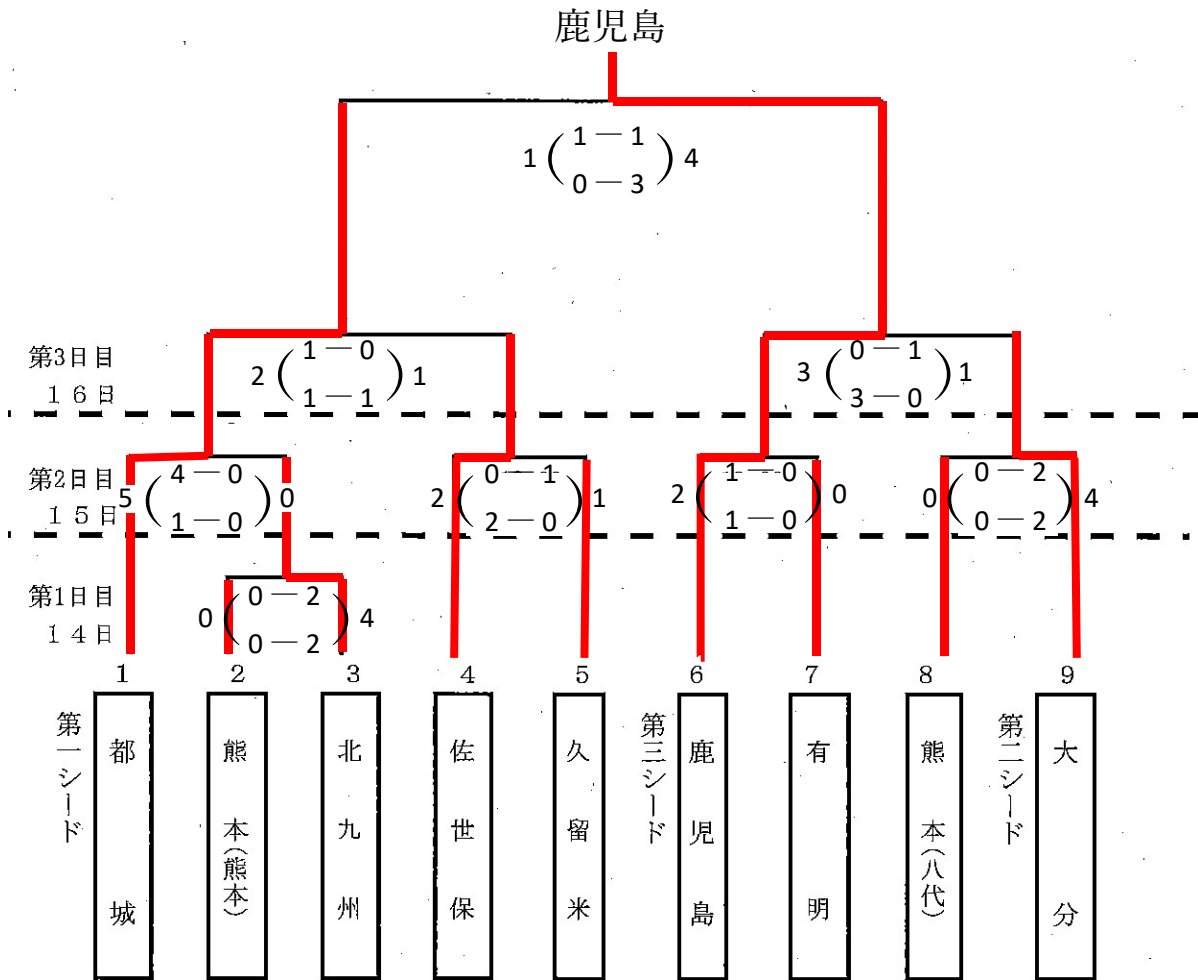 鹿児島
1 ( 1 ― 1 ) 4
0 ― 3
第3日目
16日
2 ( 1 ― 0 ) 1
1 ― 1
3 ( 0 ― 1 ) 1
3 ― 0
第2日目
15日
5 ( 4 ― 0 ) 0
1 ― 0
2 ( 0 ― 1 ) 1
2 ― 0
2 ( 1 ― 0 ) 0
1 ― 0
0 ( 0 ― 2 ) 4
0 ― 2
第1日目
14日
0 ( 0 ― 2 ) 4
0 ― 2
1 2 3 4 5 6 7 8 9
第一シード
都城
熊本(熊本)
北九州
佐世保
久留米
第三シード
鹿児島
有明
熊本(八代)
第二シード
大分